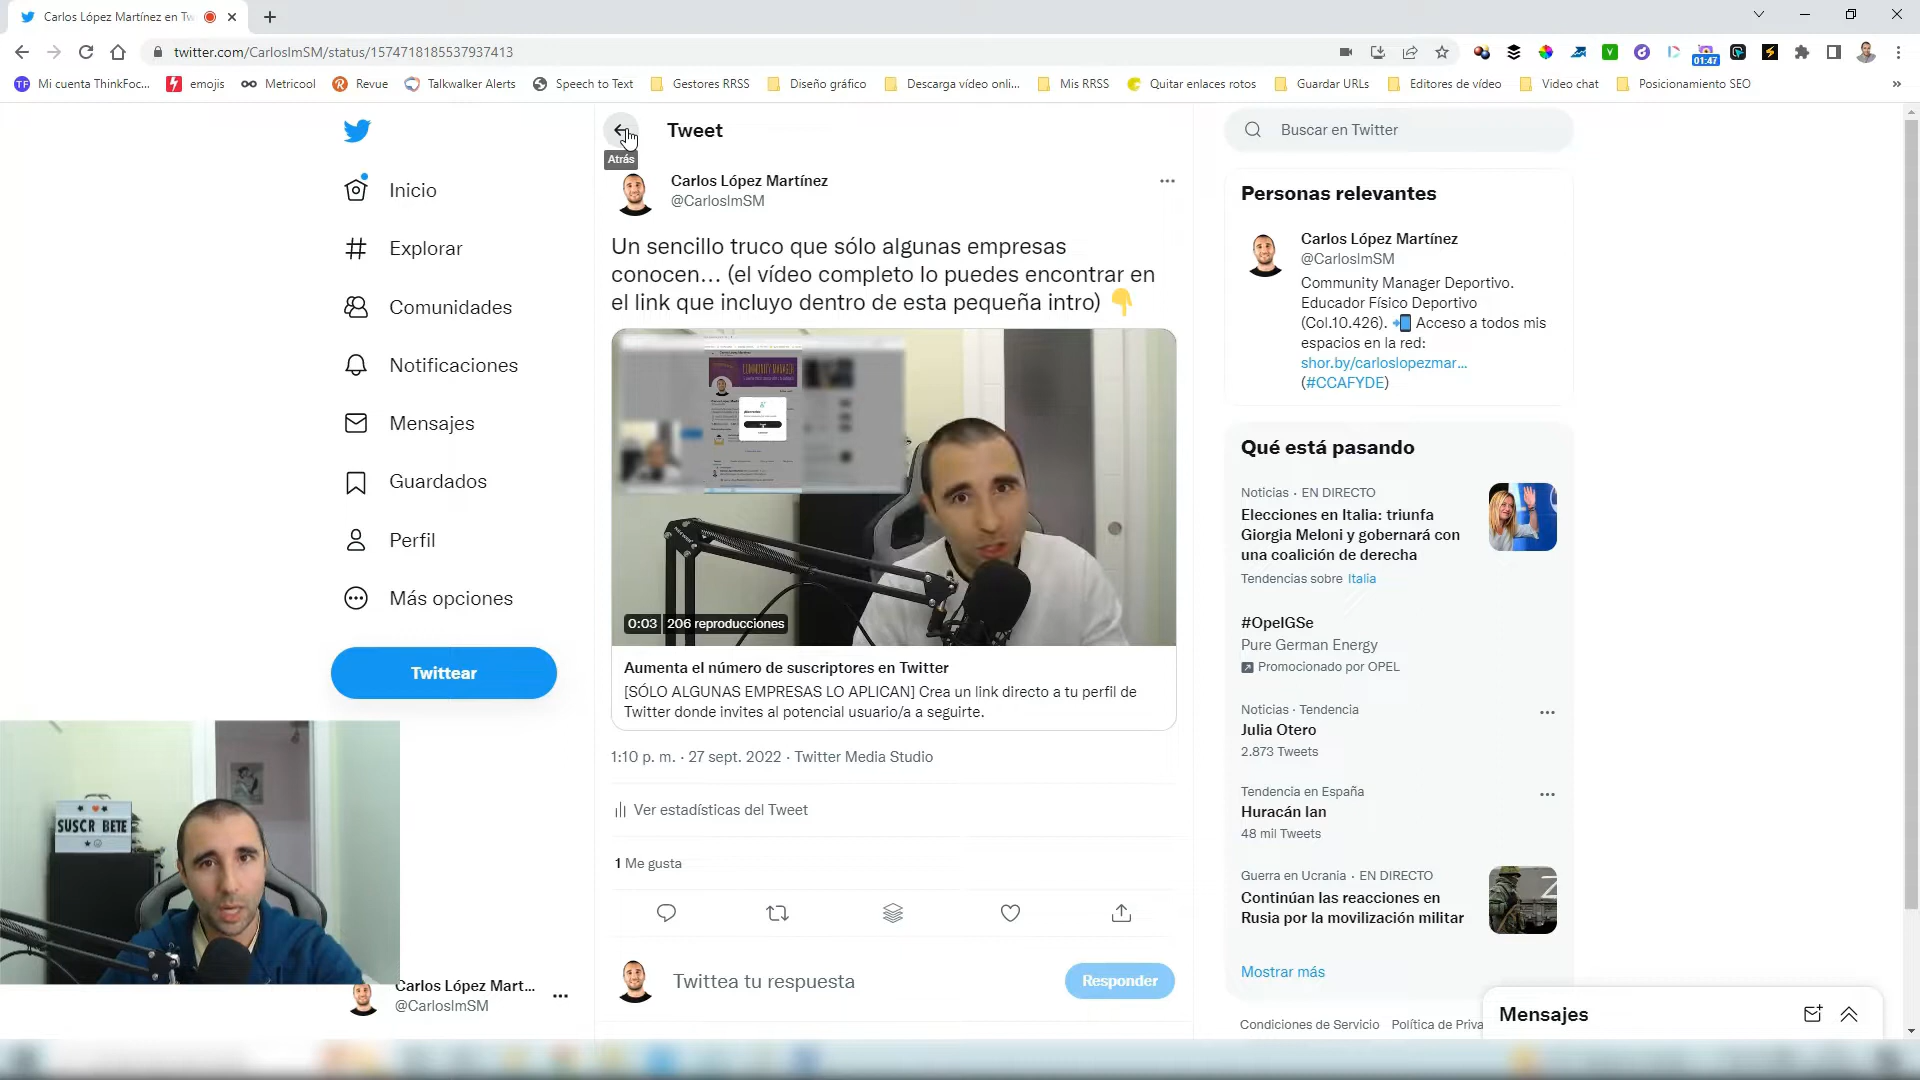 Carlos López Martínez en Tw
twitter.com/CarloslmSM/status/1574718185537937413
01:47
Mi cuenta ThinkFoc...
emojis
Metricool
Revue
Talkwalker Alerts
Speech to Text
Gestores RRSS
Diseño gráfico
Descarga vídeo onli...
Mis RRSS
Quitar enlaces rotos
Guardar URLs
Editores de vídeo
Video chat
Posicionamiento SEO
Inicio
Explorar
Comunidades
Notificaciones
Mensajes
Guardados
Perfil
Más opciones
Twittear
SUSCR BETE
Carlos López Mart...
@CarloslmSM
Tweet
Atrás
Carlos López Martínez
@CarloslmSM
Un sencillo truco que sólo algunas empresas
conocen... (el vídeo completo lo puedes encontrar en
el link que incluyo dentro de esta pequeña intro) 👇
COMMUNITY MANAGER
0:03 206 reproducciones
Aumenta el número de suscriptores en Twitter
[SÓLO ALGUNAS EMPRESAS LO APLICAN] Crea un link directo a tu perfil de
Twitter donde invites al potencial usuario/a a seguirte.
1:10 p. m. · 27 sept. 2022 · Twitter Media Studio
Ver estadísticas del Tweet
1 Me gusta
Twittea tu respuesta
Responder
Buscar en Twitter
Personas relevantes
Carlos López Martínez
@CarloslmSM
Community Manager Deportivo.
Educador Físico Deportivo
(Col.10.426). 📲 Acceso a todos mis
espacios en la red:
shor.by/carloslopezmar...
(#CCAFYDE)
Qué está pasando
Noticias · EN DIRECTO
Elecciones en Italia: triunfa
Giorgia Meloni y gobernará con
una coalición de derecha
Tendencias sobre Italia
#OpelGSe
Pure German Energy
Promocionado por OPEL
Noticias · Tendencia
Julia Otero
2.873 Tweets
Tendencia en España
Huracán Ian
48 mil Tweets
Guerra en Ucrania · EN DIRECTO
Continúan las reacciones en
Rusia por la movilización militar
Mostrar más
Condiciones de Servicio Política de Priva
Mensajes